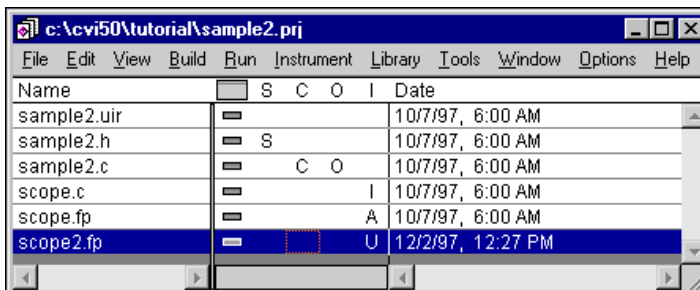 c:\cvi50\tutorial\sample2.prj
File Edit View Build Run Instrument Library Tools Window Options Help
Name S C O I Date
sample2.uir 10/7/97, 6:00 AM
sample2.h S 10/7/97, 6:00 AM
sample2.c C O 10/7/97, 6:00 AM
scope.c I 10/7/97, 6:00 AM
scope.fp A 10/7/97, 6:00 AM
scope2.fp U 12/2/97, 12:27 PM